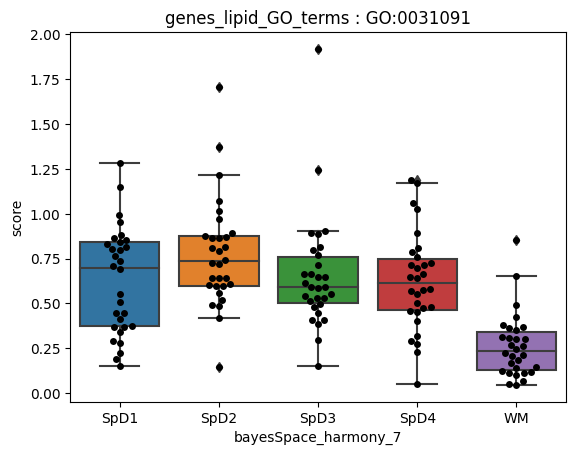 genes_lipid_GO_terms : GO:0031091
2.00
1.75
1.50
1.25
1.00
0.75
0.50
0.25
0.00
score
SpD1 SpD2 SpD3 SpD4 WM
bayesSpace_harmony_7